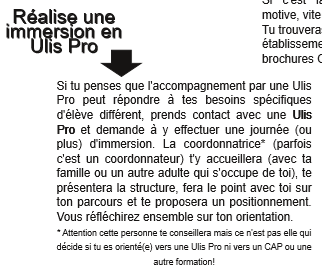 Si c'est la
motive, vite
Tu trouvera
établisseme
brochures
Réalise une
immersion en
Ulis Pro
Si tu penses que l'accompagnement par une Ulis
Pro peut répondre à tes besoins spécifiques
d'élève différent, prends contact avec une Ulis
Pro et demande à y effectuer une journée (ou
plus) d'immersion. La coordonnatrice* (parfois
c'est un coordonnateur) t'y accueillera (avec ta
famille ou un autre adulte qui s'occupe de toi), te
présentera la structure, fera le point avec toi sur
ton parcours et te proposera un positionnement.
Vous réfléchirez ensemble sur ton orientation.
* Attention cette personne te conseillera mais ce n'est pas elle qui
décide si tu es orienté(e) vers une Ulis Pro ni vers un CAP ou une
autre formation!